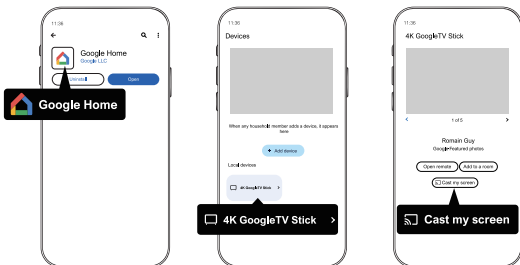 11:36
Google Home
Google LLC
Uninstall
Open
Google Home
11:36
Devices
When any household member adds a device, it appears
here
+ Add device
Local devices
4K GoogleTV Stick >
4K GoogleTV Stick >
11:36
4K GoogleTV Stick
< 1 of 5 >
Romain Guy
Google•Featured photos
Open remote
Add to a room
Cast my screen
Cast my screen